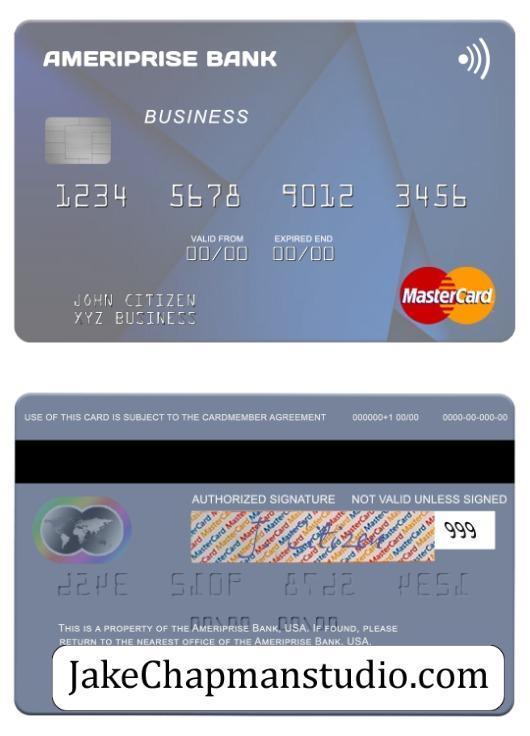 AMERIPRISE BANK
BUSINESS
1234 5678 9012 3456
VALID FROM EXPIRED END
00/00 00/00
JOHN CITIZEN
XYZ BUSINESS
MasterCard
USE OF THIS CARD IS SUBJECT TO THE CARDMEMBER AGREEMENT 000000+1 00/00 0000-00-000-00
AUTHORIZED SIGNATURE NOT VALID UNLESS SIGNED
999
THIS IS A PROPERTY OF THE AMERIPRISE BANK, USA. IF FOUND, PLEASE
RETURN TO THE NEAREST OFFICE OF THE AMERIPRISE BANK, USA.
JakeChapmanstudio.com